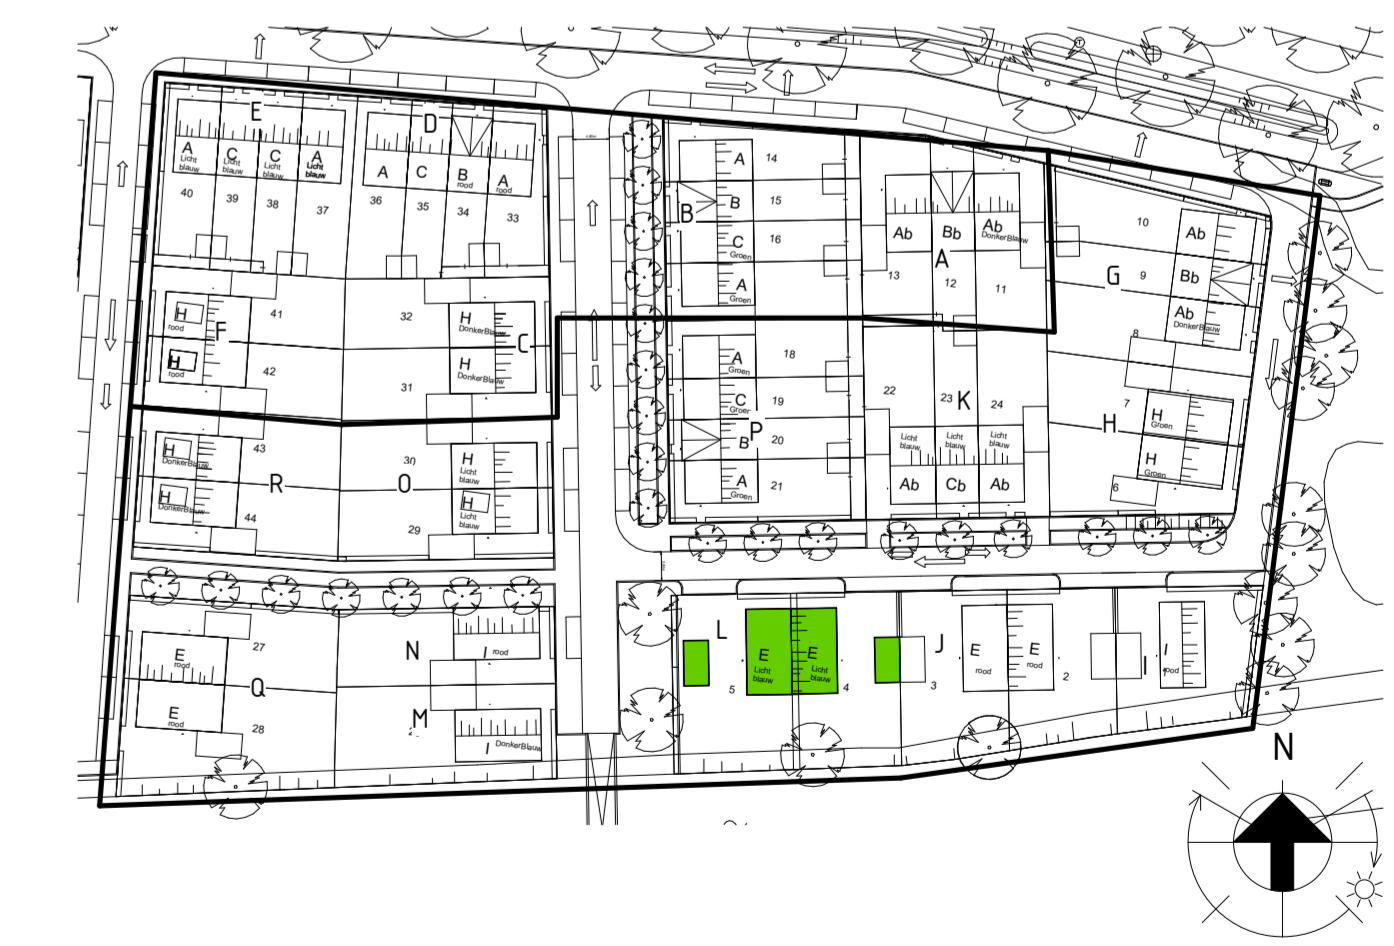 E
D
A
Licht
blauw
C
Licht
blauw
C
Licht
blauw
A
Licht
blauw
40
39
38
37
A
C
B
rood
A
rood
36
35
34
33
A
14
B
B
15
C
Groen
16
A
Groen
Ab
Bb
Ab
DonkerBlauw
A
13
12
11
10
Ab
G
9
Bb
Ab
DonkerBlauw
8
H
rood
F
41
H
rood
42
32
H
DonkerBlauw
C
H
DonkerBlauw
31
A
Groen
18
C
Groen
19
P
B
20
A
Groen
21
22
23
K
24
Licht
blauw
Licht
blauw
Licht
blauw
Ab
Cb
Ab
7
H
Groen
H
H
Groen
6
H
DonkerBlauw
43
R
H
DonkerBlauw
44
30
O
H
Licht
blauw
H
Licht
blauw
29
27
E
rood
Q
E
rood
28
N
I rood
M
I DonkerBlauw
L
E
Licht
blauw
E
Licht
blauw
5
4
J
3
E
rood
E
rood
2
I
I
rood
N